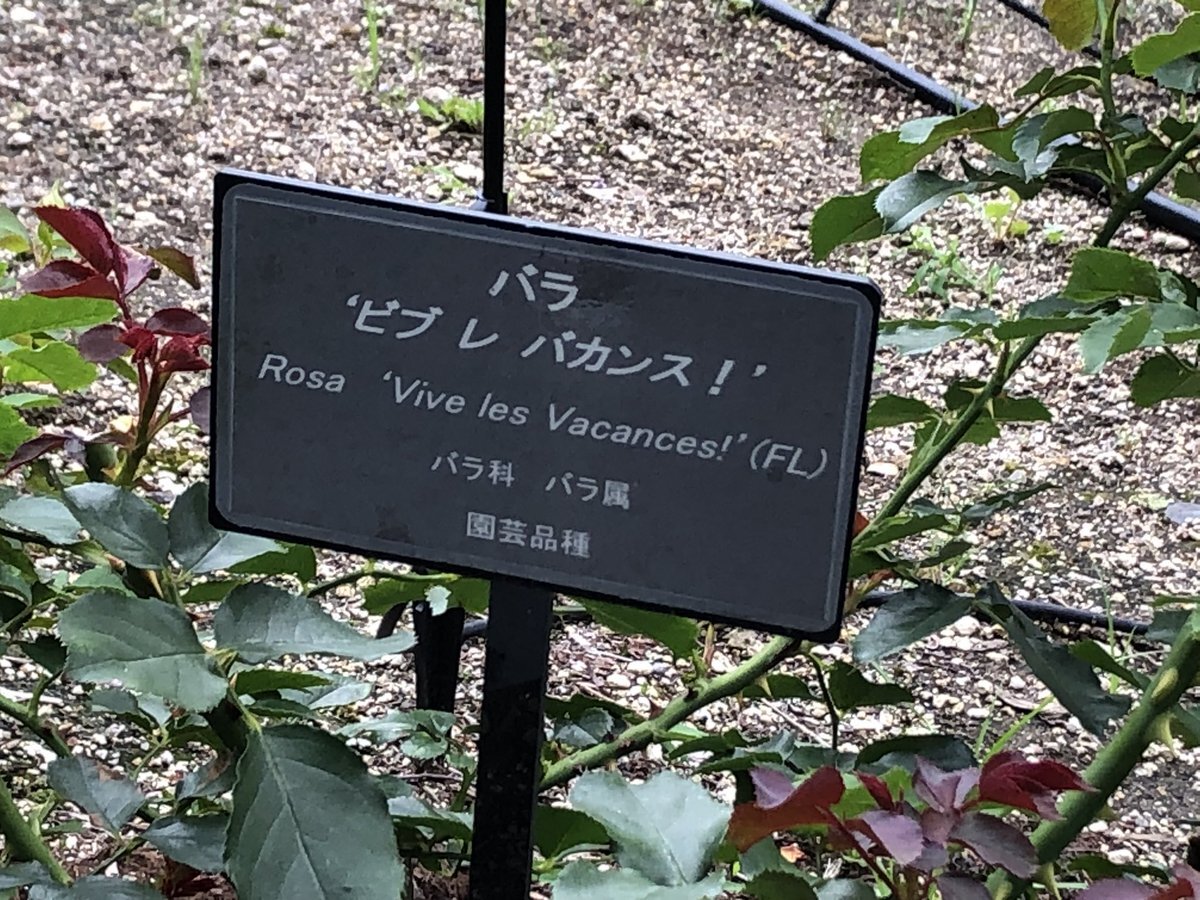 バラ
‘ビブ レ バカンス！’
Rosa ‘Vive les Vacances!’(FL)
バラ科 バラ属
園芸品種